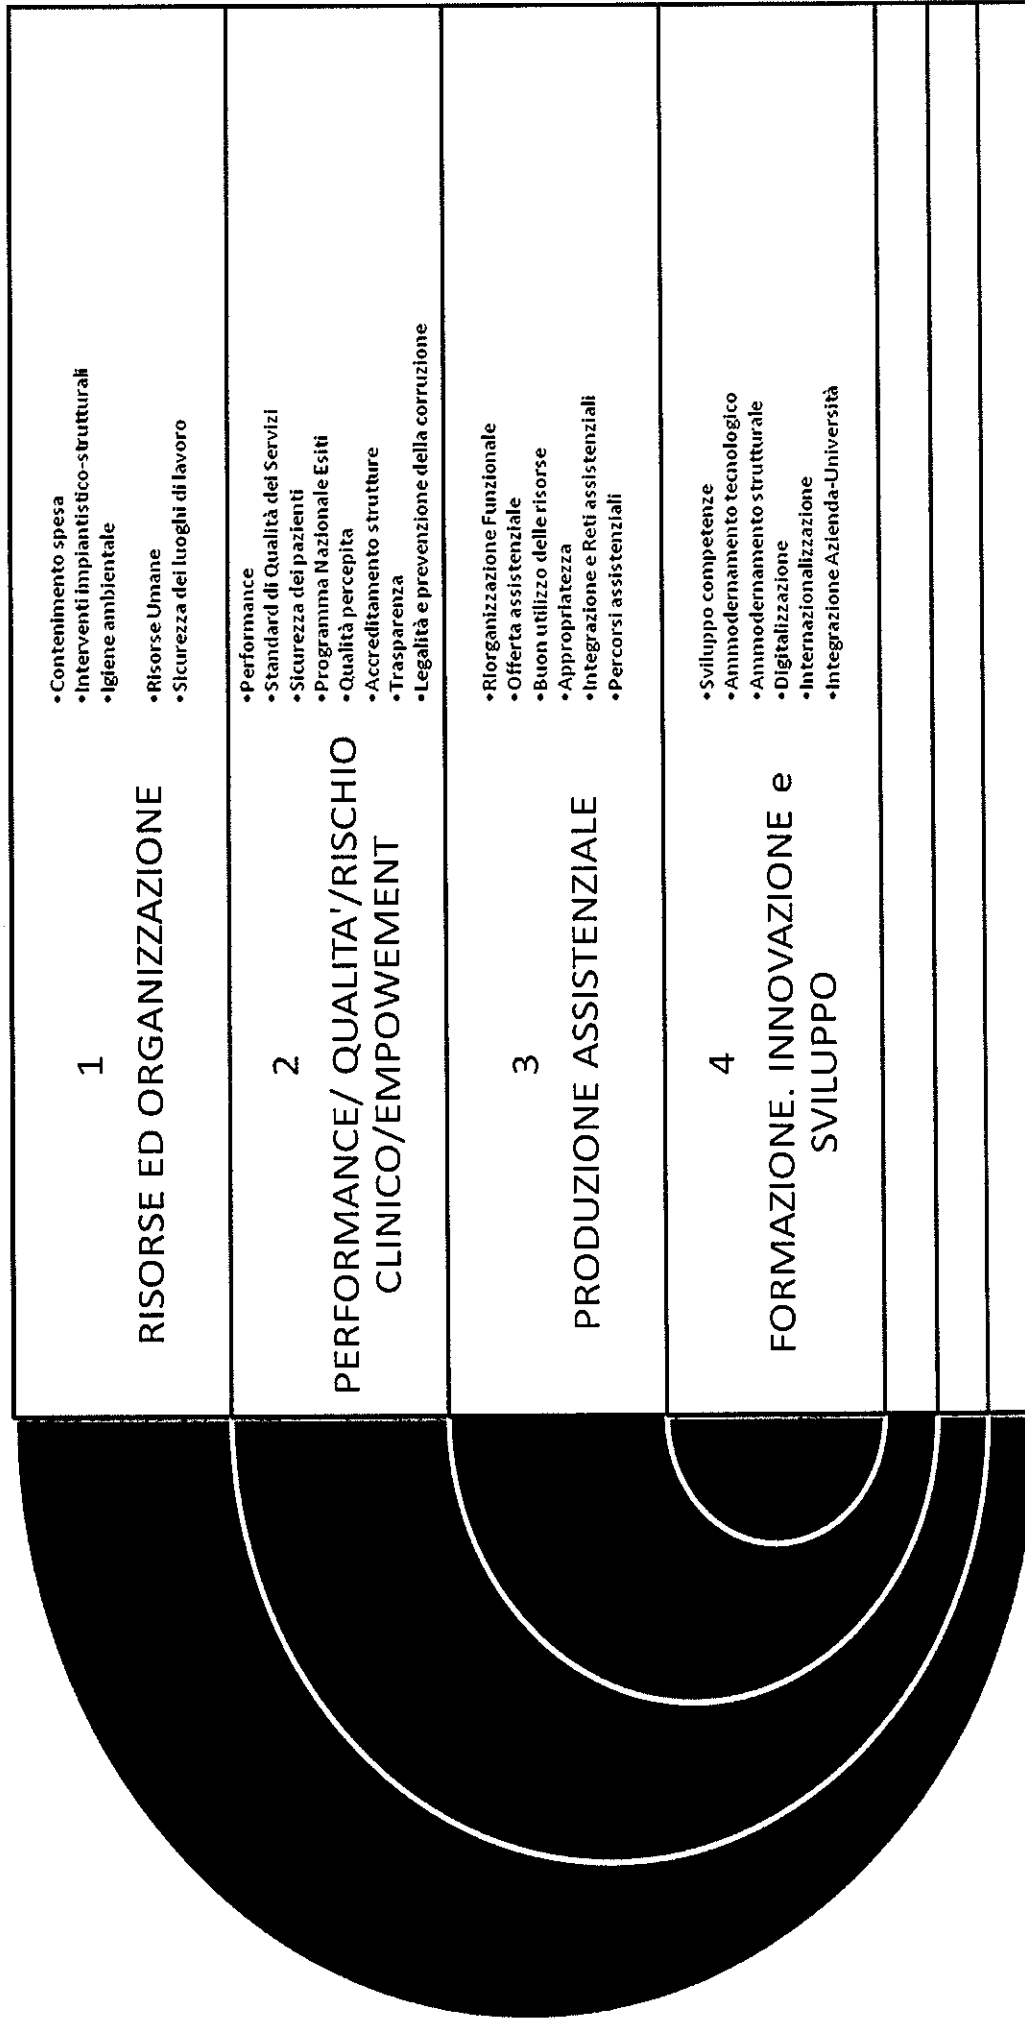 1
RISORSE ED ORGANIZZAZIONE
•Contenimento spesa
•Interventi impiantistico-strutturali
•Igiene ambientale
•Risorse Umane
•Sicurezza dei luoghi di lavoro
2
PERFORMANCE/ QUALITA'/RISCHIO
CLINICO/EMPOWEMENT
•Performance
•Standard di Qualità dei Servizi
•Sicurezza dei pazienti
•Programma Nazionale Esiti
•Qualità percepita
•Accreditamento strutture
•Trasparenza
•Legalità e prevenzione della corruzione
3
PRODUZIONE ASSISTENZIALE
•Riorganizzazione Funzionale
•Offerta assistenziale
•Buon utilizzo delle risorse
•Appropriatezza
•Integrazione e Reti assistenziali
•Percorsi assistenziali
4
FORMAZIONE. INNOVAZIONE e
SVILUPPO
•Sviluppo competenze
•Ammodernamento tecnologico
•Ammodernamento strutturale
•Digitalizzazione
•Internazionalizzazione
•Integrazione Azienda-Università